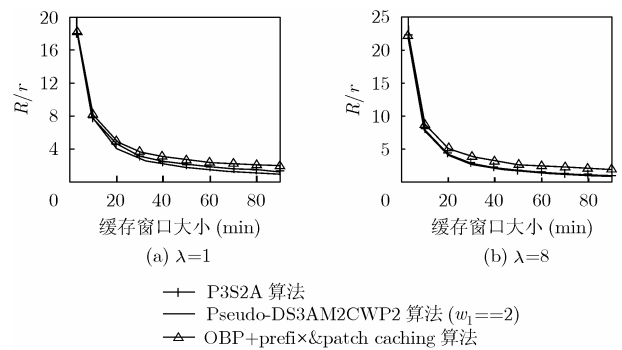 20
16
12
8
4
0
R/r
20 40 60 80
缓存窗口大小 (min)
(a) λ=1
25
20
15
10
5
0
R/r
20 40 60 80
缓存窗口大小 (min)
(b) λ=8
P3S2A 算法
Pseudo-DS3AM2CWP2 算法 (w1==2)
OBP+prefi×&patch caching 算法